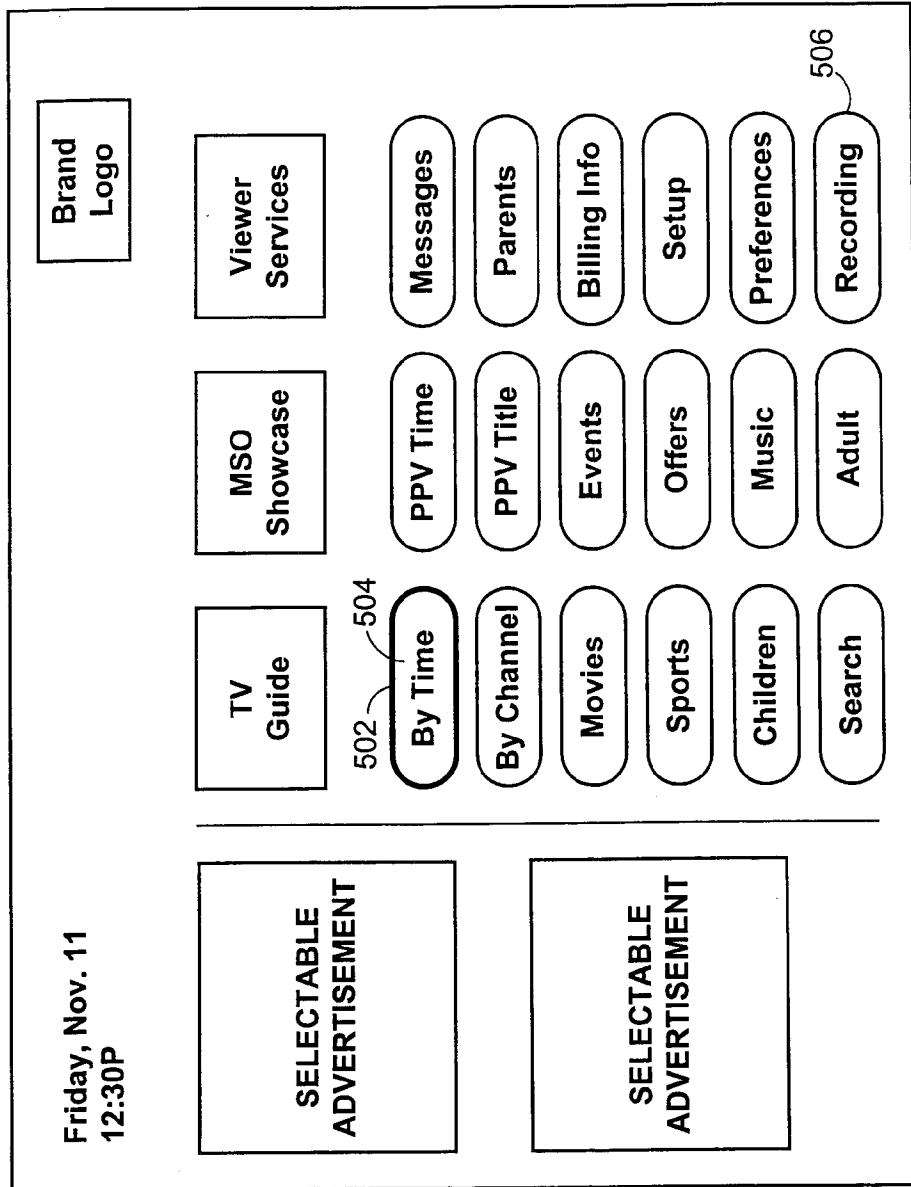 Friday, Nov. 11
12:30P
Brand
Logo
SELECTABLE
ADVERTISEMENT
SELECTABLE
ADVERTISEMENT
TV
Guide
502
504
By Time
By Channel
Movies
Sports
Children
Search
MSO
Showcase
PPV Time
PPV Title
Events
Offers
Music
Adult
Viewer
Services
Messages
Parents
Billing Info
Setup
Preferences
Recording
506